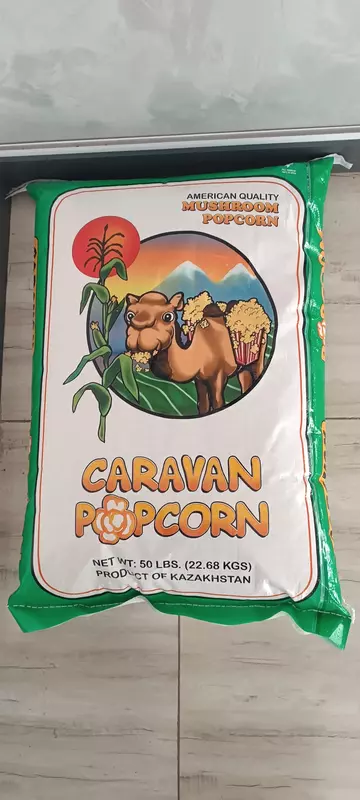 AMERICAN QUALITY
MUSHROOM
POPCORN
CARAVAN
POPCORN
NET WT: 50 LBS. (22.68 KGS)
PRODUCT OF KAZAKHSTAN